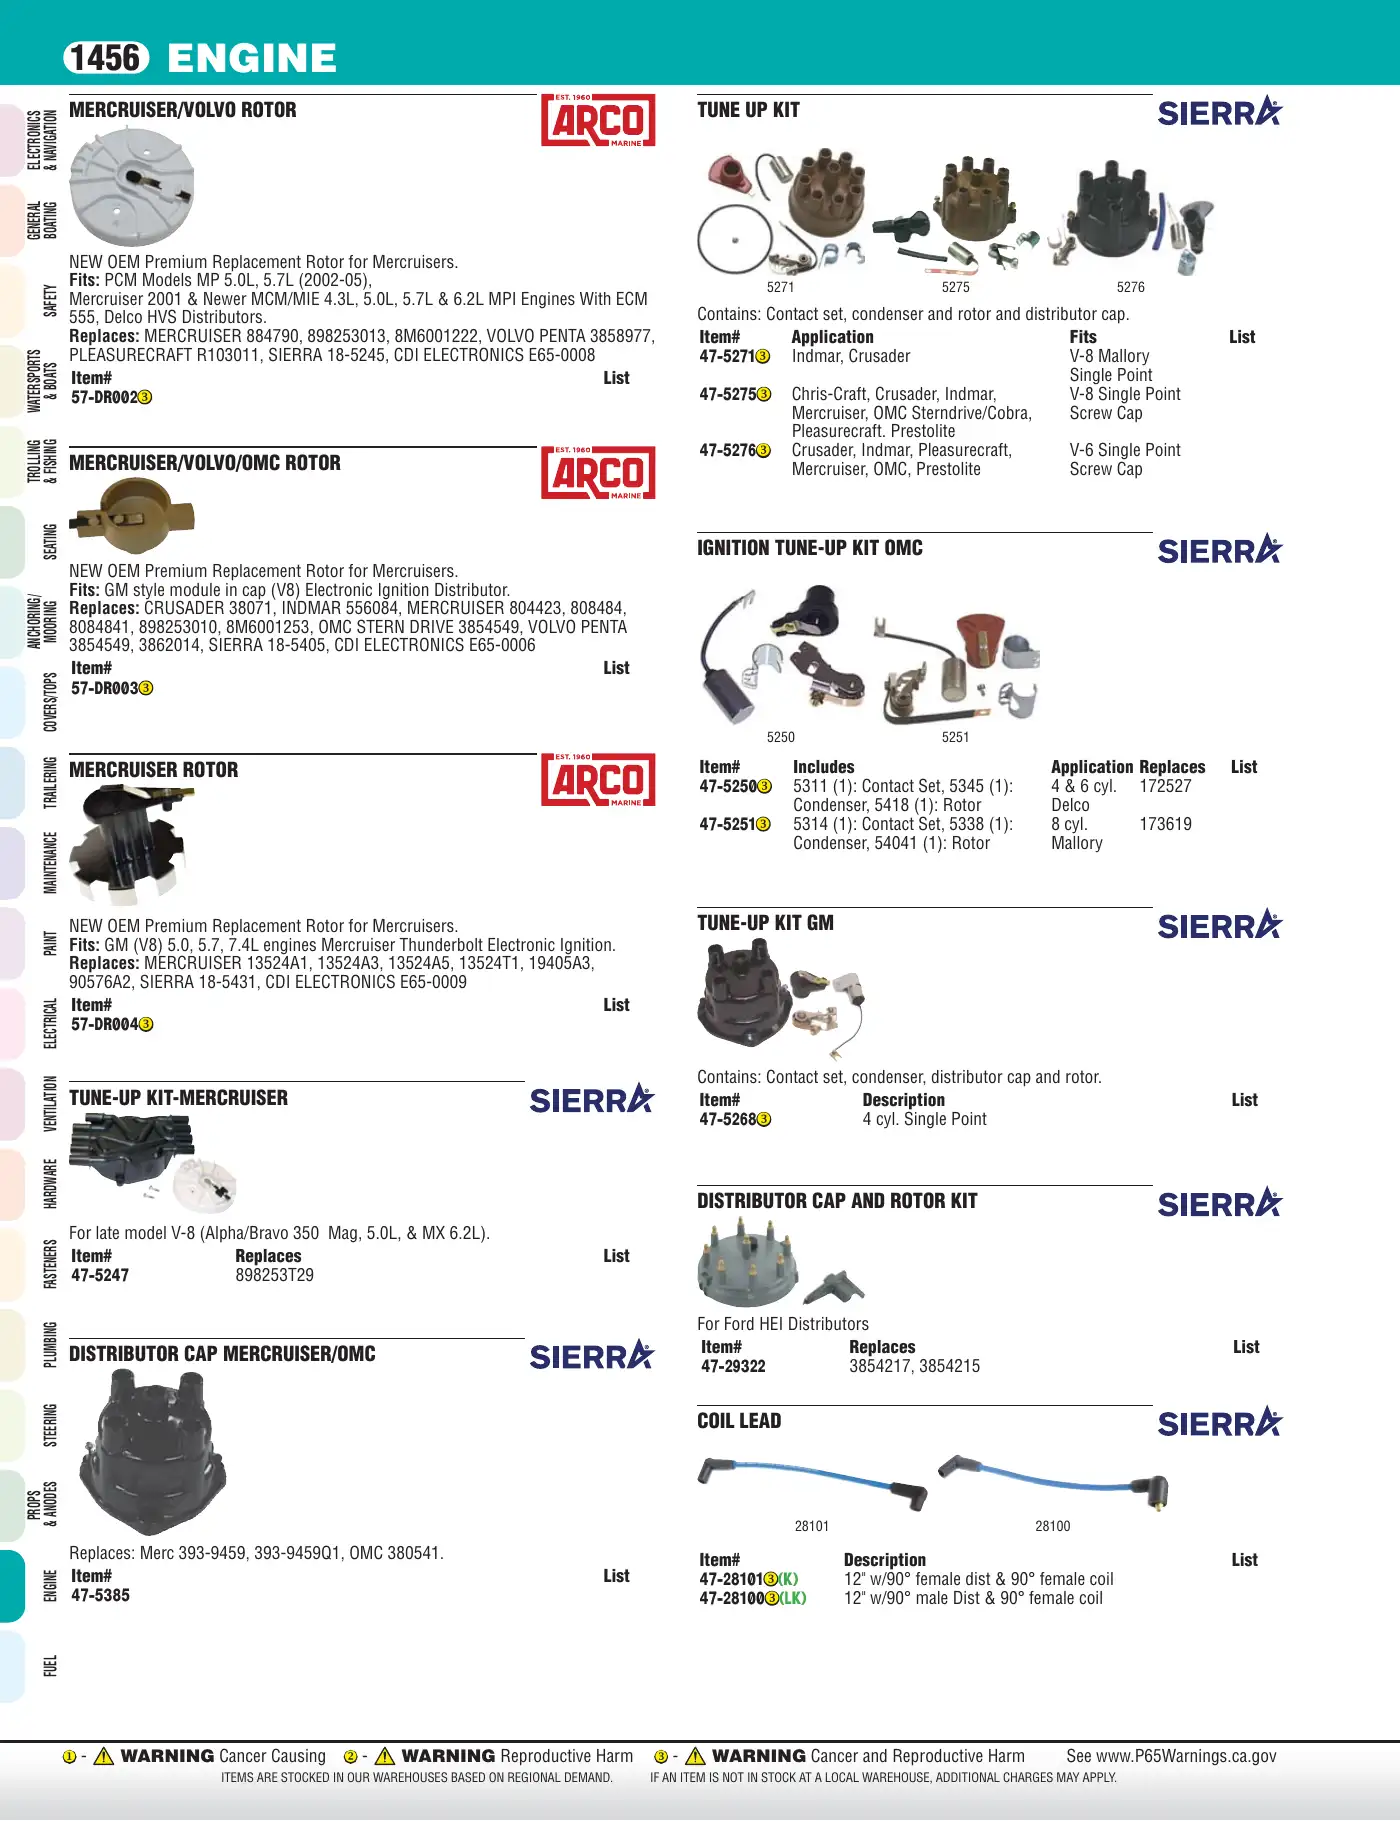 1456 ENGINE
ELECTRONICS
& NAVIGATION
GENERAL
BOATING
SAFETY
WATERSPORTS
& BOATS
TROLLING
& FISHING
SEATING
ANCHORING/
MOORING
COVERS/TOPS
TRAILERING
MAINTENANCE
PAINT
ELECTRICAL
VENTILATION
HARDWARE
FASTENERS
PLUMBING
STEERING
PROPS
& ANODES
ENGINE
FUEL
MERCRUISER/VOLVO ROTOR
EST. 1960
ARCO
MARINE
NEW OEM Premium Replacement Rotor for Mercruisers.
Fits: PCM Models MP 5.0L, 5.7L (2002-05),
Mercruiser 2001 & Newer MCM/MIE 4.3L, 5.0L, 5.7L & 6.2L MPI Engines With ECM
555, Delco HVS Distributors.
Replaces: MERCRUISER 884790, 898253013, 8M6001222, VOLVO PENTA 3858977,
PLEASURECRAFT R103011, SIERRA 18-5245, CDI ELECTRONICS E65-0008
Item# List
57-DR002 3
MERCRUISER/VOLVO/OMC ROTOR
EST. 1960
ARCO
MARINE
NEW OEM Premium Replacement Rotor for Mercruisers.
Fits: GM style module in cap (V8) Electronic Ignition Distributor.
Replaces: CRUSADER 38071, INDMAR 556084, MERCRUISER 804423, 808484,
8084841, 898253010, 8M6001253, OMC STERN DRIVE 3854549, VOLVO PENTA
3854549, 3862014, SIERRA 18-5405, CDI ELECTRONICS E65-0006
Item# List
57-DR003 3
MERCRUISER ROTOR
EST. 1960
ARCO
MARINE
NEW OEM Premium Replacement Rotor for Mercruisers.
Fits: GM (V8) 5.0, 5.7, 7.4L engines Mercruiser Thunderbolt Electronic Ignition.
Replaces: MERCRUISER 13524A1, 13524A3, 13524A5, 13524T1, 19405A3,
90576A2, SIERRA 18-5431, CDI ELECTRONICS E65-0009
Item# List
57-DR004 3
TUNE-UP KIT-MERCRUISER
SIERRA
For late model V-8 (Alpha/Bravo 350 Mag, 5.0L, & MX 6.2L).
Item# Replaces List
47-5247 898253T29
DISTRIBUTOR CAP MERCRUISER/OMC
SIERRA
Replaces: Merc 393-9459, 393-9459Q1, OMC 380541.
Item# List
47-5385
TUNE UP KIT
SIERRA
5271 5275 5276
Contains: Contact set, condenser and rotor and distributor cap.
Item# Application Fits List
47-5271 3 Indmar, Crusader V-8 Mallory
Single Point
47-5275 3 Chris-Craft, Crusader, Indmar, V-8 Single Point
Mercruiser, OMC Sterndrive/Cobra, Screw Cap
Pleasurecraft. Prestolite
47-5276 3 Crusader, Indmar, Pleasurecraft, V-6 Single Point
Mercruiser, OMC, Prestolite Screw Cap
IGNITION TUNE-UP KIT OMC
SIERRA
5250 5251
Item# Includes Application Replaces List
47-5250 3 5311 (1): Contact Set, 5345 (1): 4 & 6 cyl. 172527
Condenser, 5418 (1): Rotor Delco
47-5251 3 5314 (1): Contact Set, 5338 (1): 8 cyl. 173619
Condenser, 54041 (1): Rotor Mallory
TUNE-UP KIT GM
SIERRA
Contains: Contact set, condenser, distributor cap and rotor.
Item# Description List
47-5268 3 4 cyl. Single Point
DISTRIBUTOR CAP AND ROTOR KIT
SIERRA
For Ford HEI Distributors
Item# Replaces List
47-29322 3854217, 3854215
COIL LEAD
SIERRA
28101 28100
Item# Description List
47-28101 3 (K) 12" w/90° female dist & 90° female coil
47-28100 3 (LK) 12" w/90° male Dist & 90° female coil
1 - WARNING Cancer Causing 2 - WARNING Reproductive Harm 3 - WARNING Cancer and Reproductive Harm See www.P65Warnings.ca.gov
ITEMS ARE STOCKED IN OUR WAREHOUSES BASED ON REGIONAL DEMAND. IF AN ITEM IS NOT IN STOCK AT A LOCAL WAREHOUSE, ADDITIONAL CHARGES MAY APPLY.